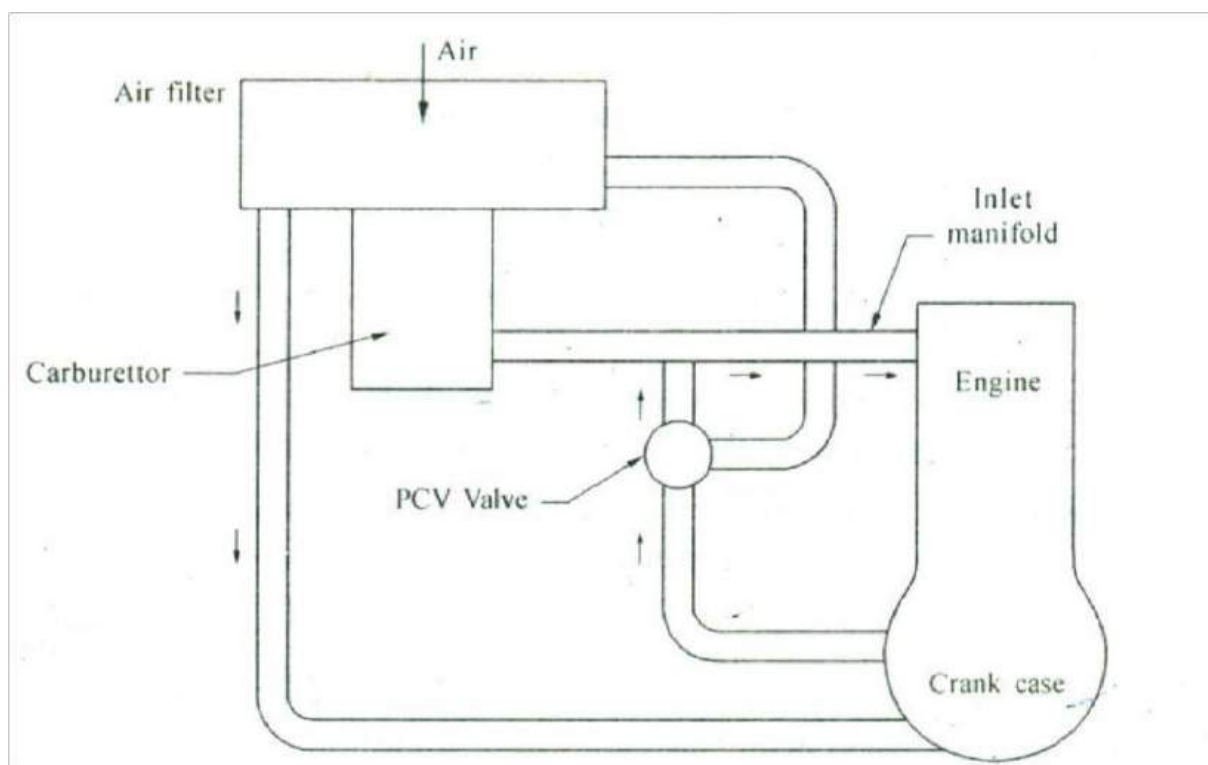 Air
Air filter
Inlet
manifold
Carburettor
Engine
PCV Valve
Crank case